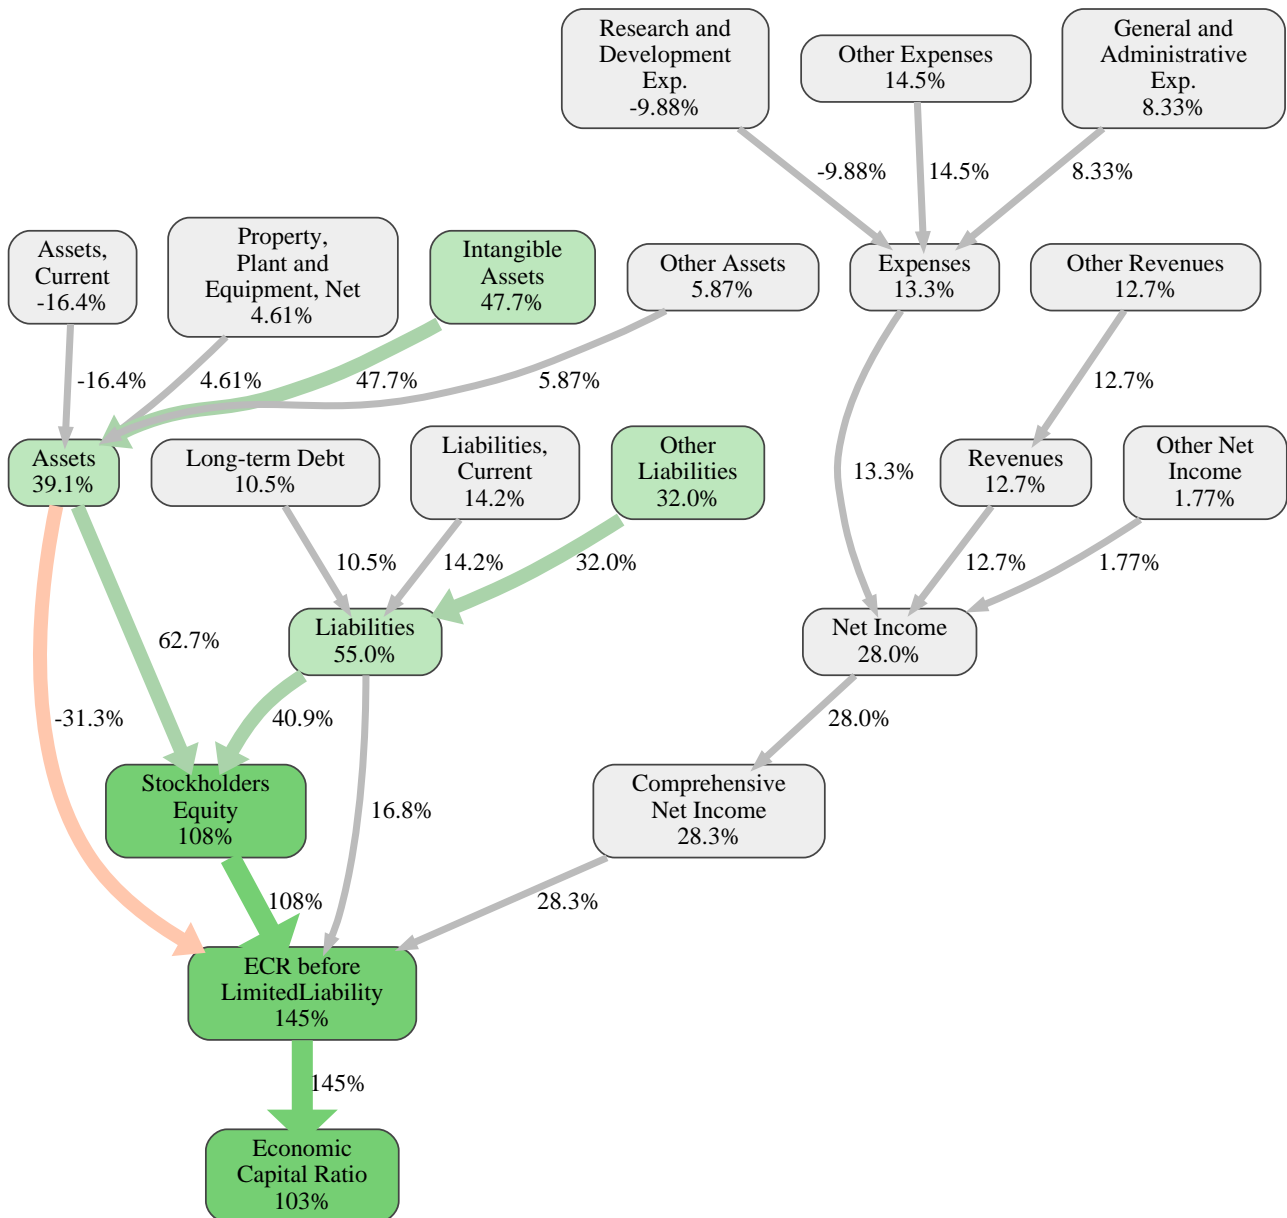 Research and
Development
Exp.
-9.88%
Other Expenses
14.5%
General and
Administrative
Exp.
8.33%
-9.88%
14.5%
8.33%
Assets,
Current
-16.4%
Property,
Plant and
Equipment, Net
4.61%
Intangible
Assets
47.7%
Other Assets
5.87%
Expenses
13.3%
Other Revenues
12.7%
-16.4%
4.61%
47.7%
5.87%
12.7%
Assets
39.1%
Long-term Debt
10.5%
Liabilities,
Current
14.2%
Other
Liabilities
32.0%
13.3%
Revenues
12.7%
Other Net
Income
1.77%
10.5%
14.2%
32.0%
12.7%
1.77%
62.7%
Liabilities
55.0%
Net Income
28.0%
-31.3%
40.9%
28.0%
Stockholders
Equity
108%
16.8%
Comprehensive
Net Income
28.3%
108%
28.3%
ECR before
LimitedLiability
145%
145%
Economic
Capital Ratio
103%